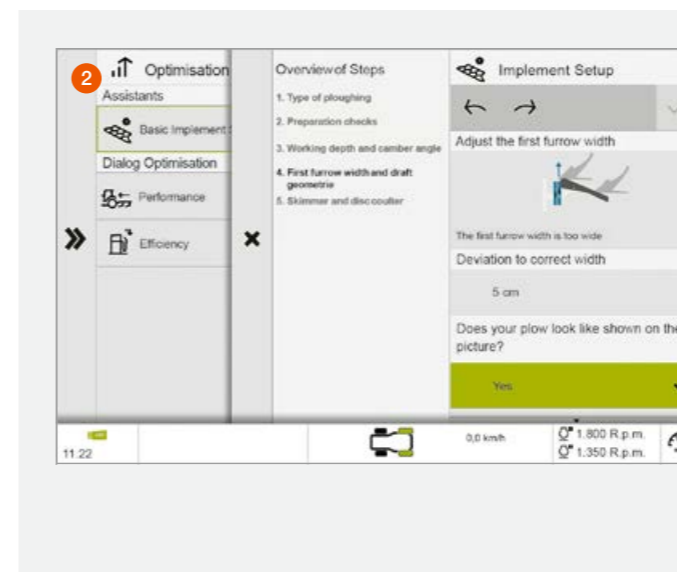 2
Optimisation
Assistants
Basic Implement
Dialog Optimisation
Performance
Efficiency
Overview of Steps
1. Type of ploughing
2. Preparation checks
3. Working depth and camber angle
4. First furrow width and draft
geometrie
5. Skimmer and disc coulter
Implement Setup
Adjust the first furrow width
The first furrow width is too wide
Deviation to correct width
5 cm
Does your plow look like shown on the
picture?
Yes
11.22
0,0 km/h
1.800 R.p.m.
1.350 R.p.m.